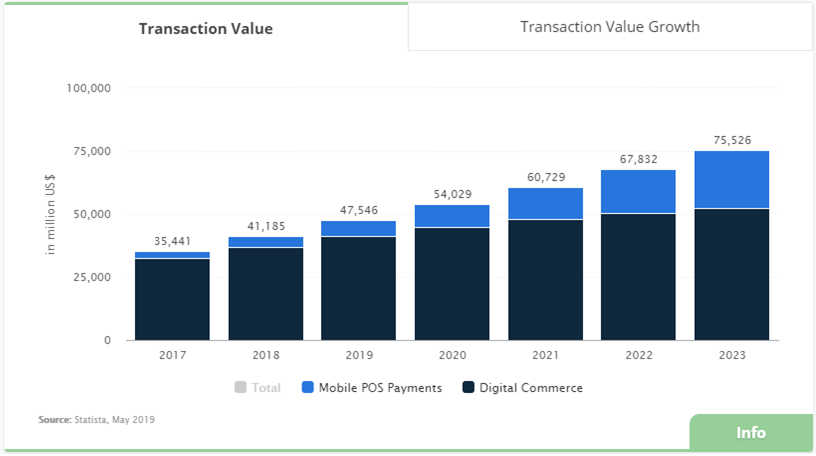 Transaction Value
Transaction Value Growth
100,000
75,000
50,000
25,000
0
in million US$
35,441
41,185
47,546
54,029
60,729
67,832
75,526
2017 2018 2019 2020 2021 2022 2023
Total Mobile POS Payments Digital Commerce
Source: Statista, May 2019
Info